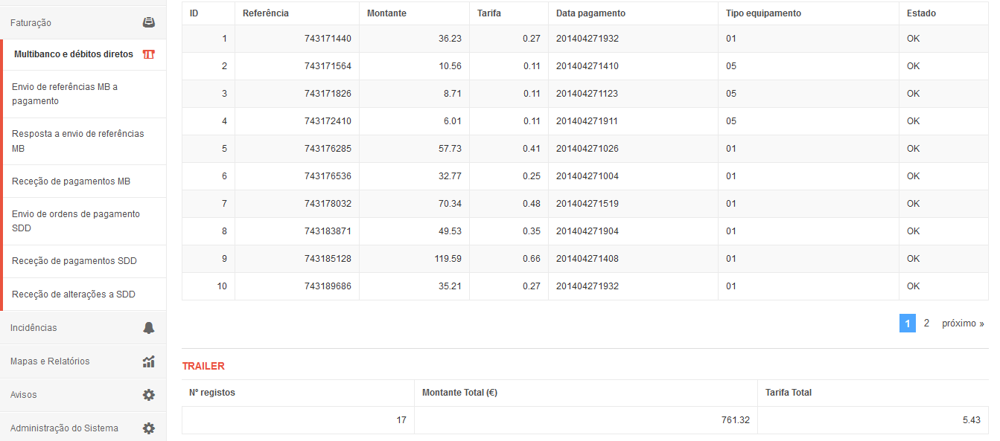 Faturação
Multibanco e débitos diretos
Envio de referências MB a
pagamento
Resposta a envio de referências
MB
Receção de pagamentos MB
Envio de ordens de pagamento
SDD
Receção de pagamentos SDD
Receção de alterações a SDD
Incidências
Mapas e Relatórios
Avisos
Administração do Sistema
ID Referência Montante Tarifa Data pagamento Tipo equipamento Estado
1 743171440 36.23 0.27 201404271932 01 OK
2 743171564 10.56 0.11 201404271410 05 OK
3 743171826 8.71 0.11 201404271123 05 OK
4 743172410 6.01 0.11 201404271911 05 OK
5 743176285 57.73 0.41 201404271026 01 OK
6 743176536 32.77 0.25 201404271004 01 OK
7 743178032 70.34 0.48 201404271519 01 OK
8 743183871 49.53 0.35 201404271904 01 OK
9 743185128 119.59 0.66 201404271408 01 OK
10 743189686 35.21 0.27 201404271932 01 OK
1 2 próximo »
TRAILER
Nº registos Montante Total (€) Tarifa Total
17 761.32 5.43